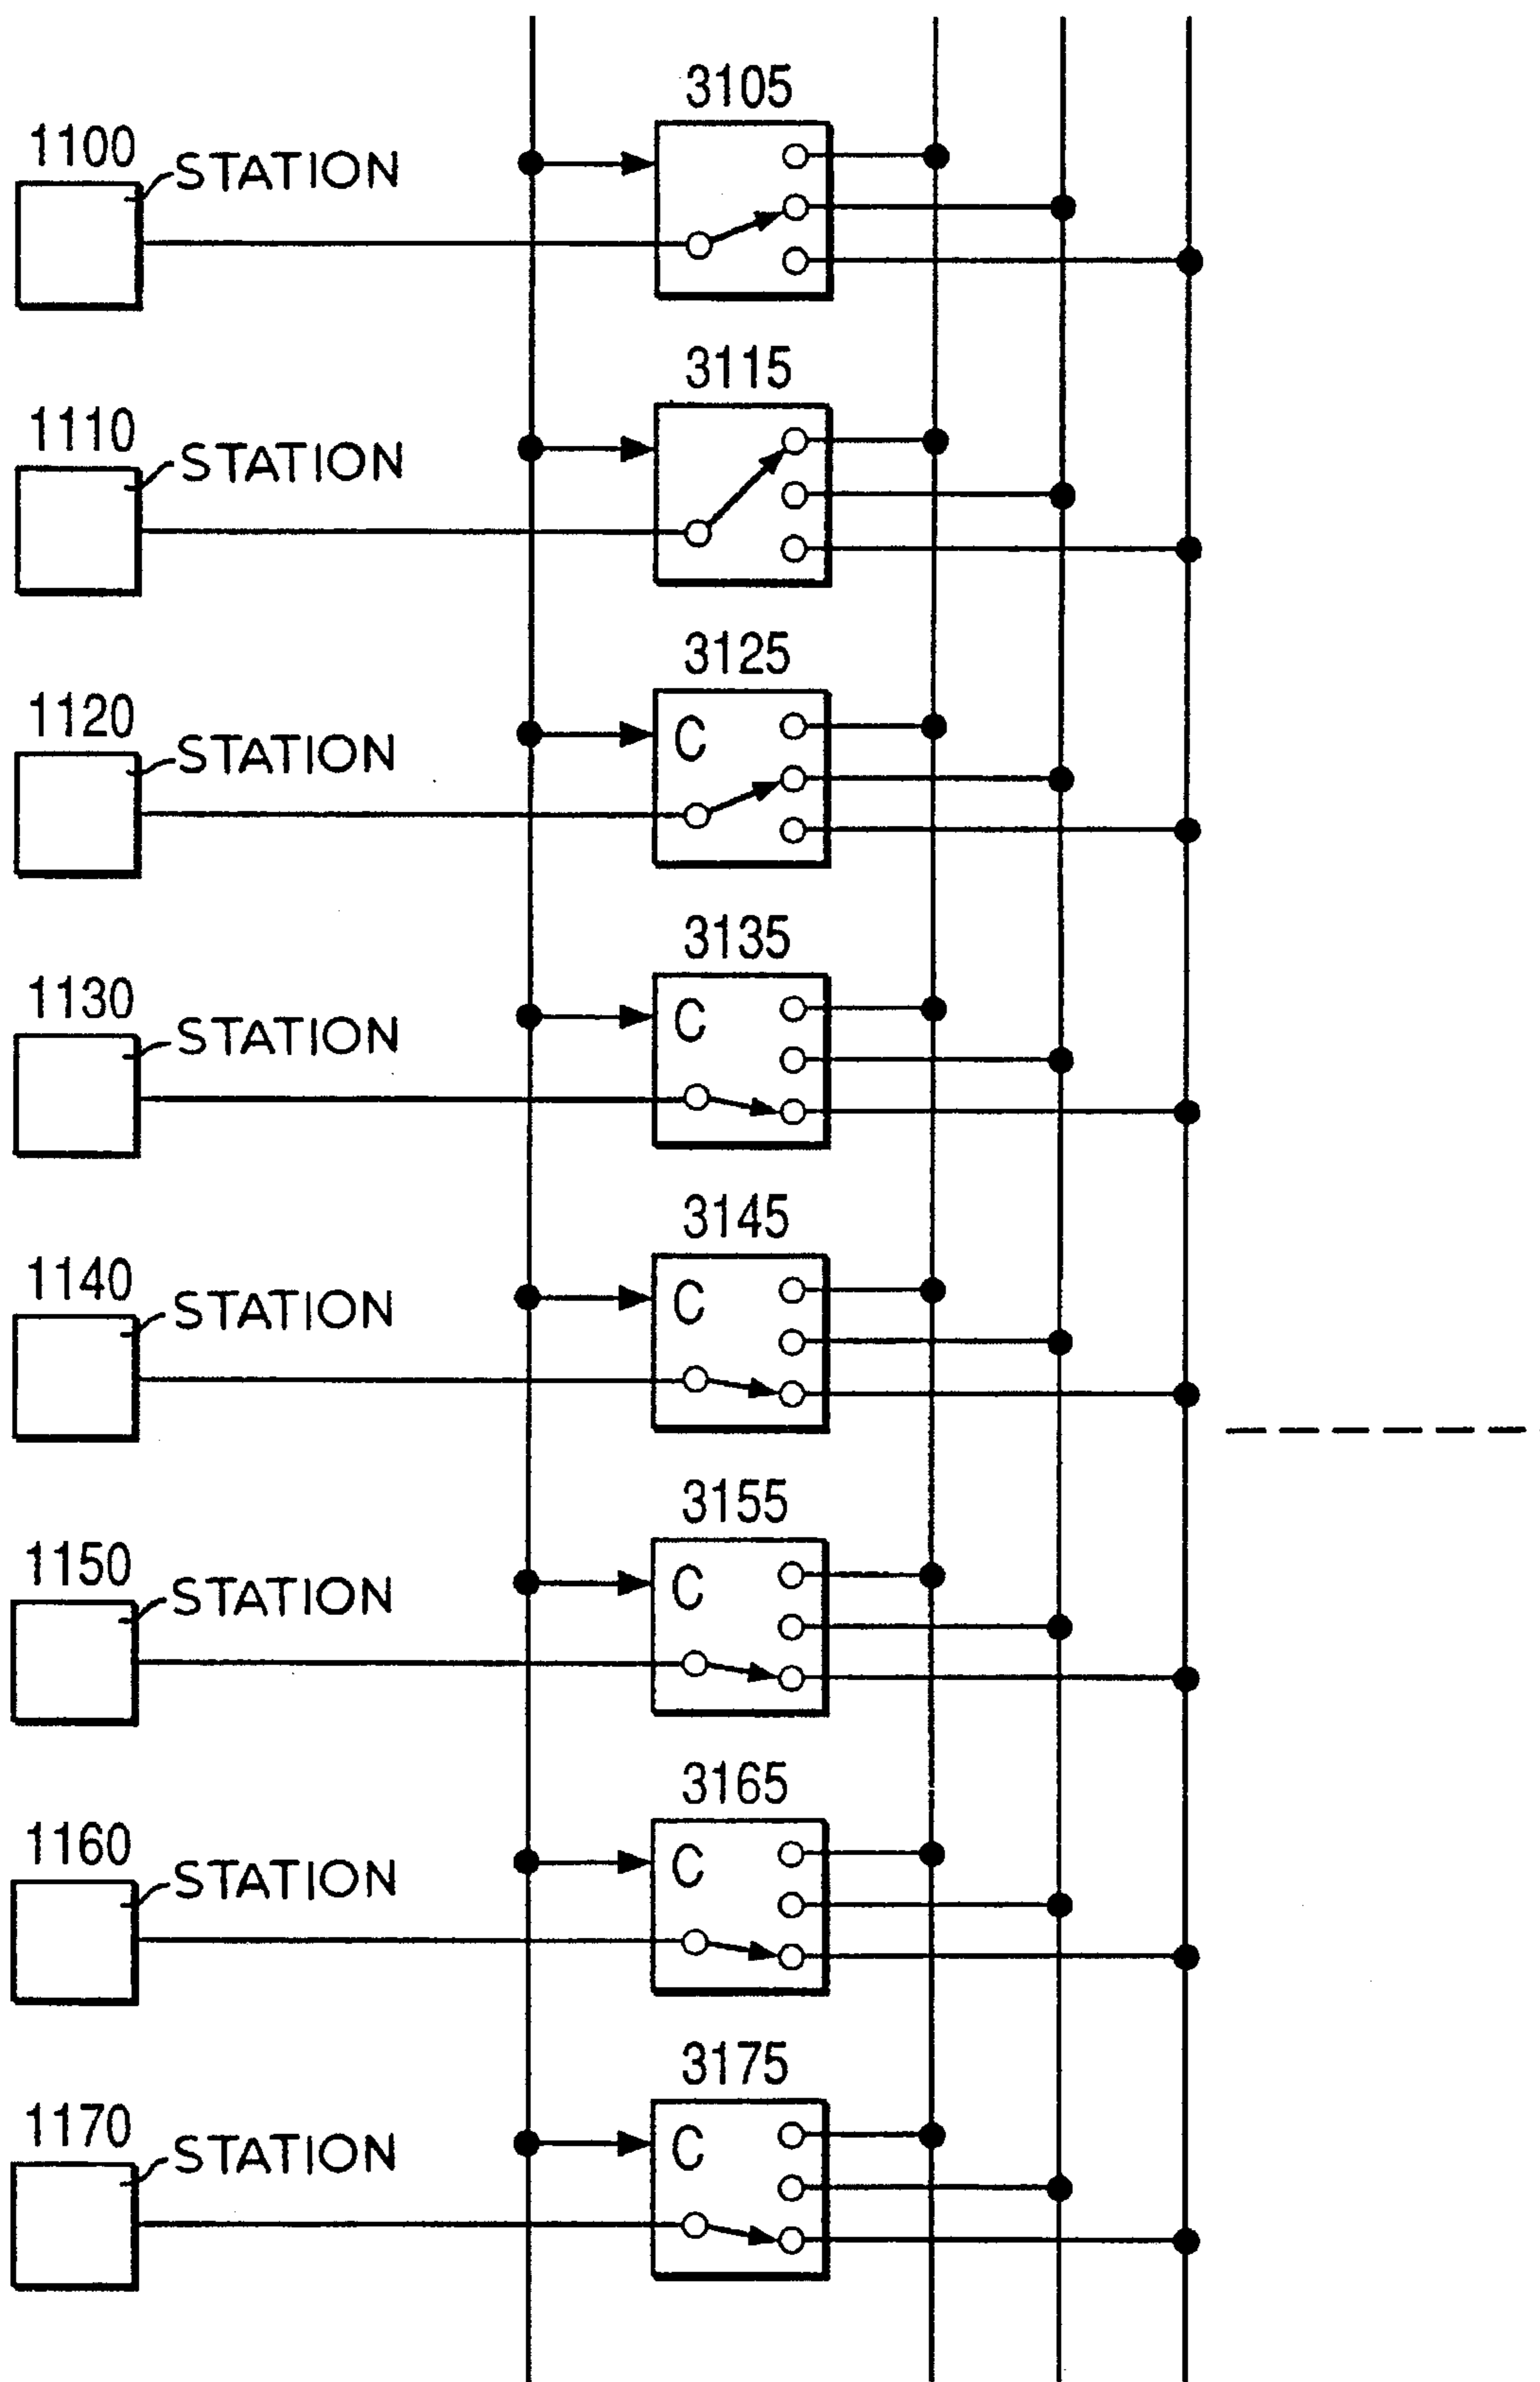 3105
1100 STATION
3115
1110 STATION
3125
1120 STATION
C
3135
1130 STATION
C
3145
1140 STATION
C
3155
1150 STATION
C
3165
1160 STATION
C
3175
1170 STATION
C